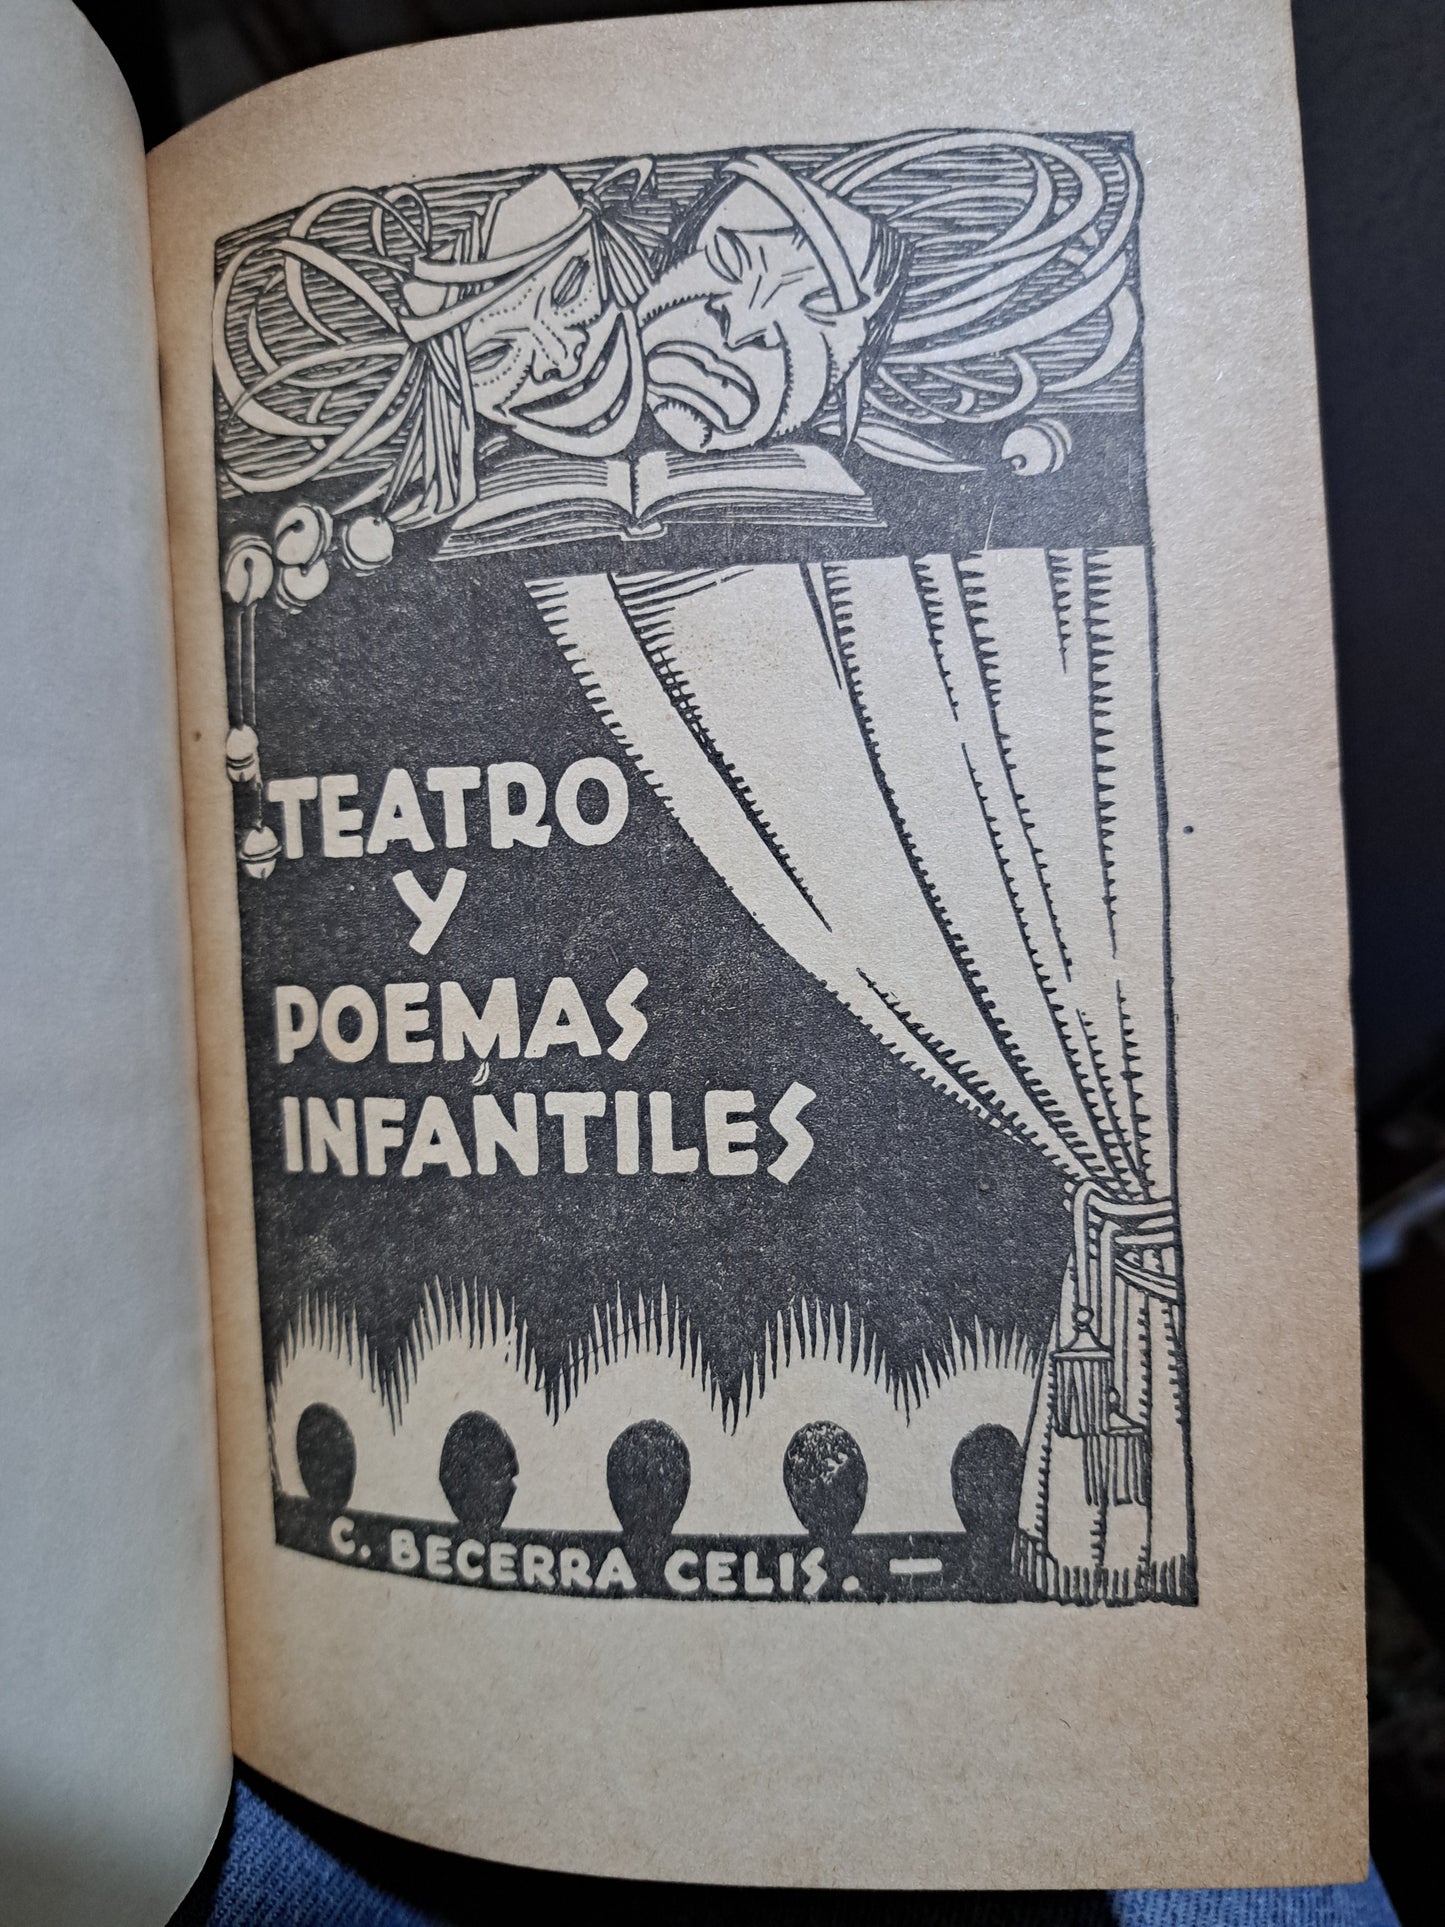 TEATRO
Y
POEMAS
INFANTILES
C. BECERRA CELIS. —